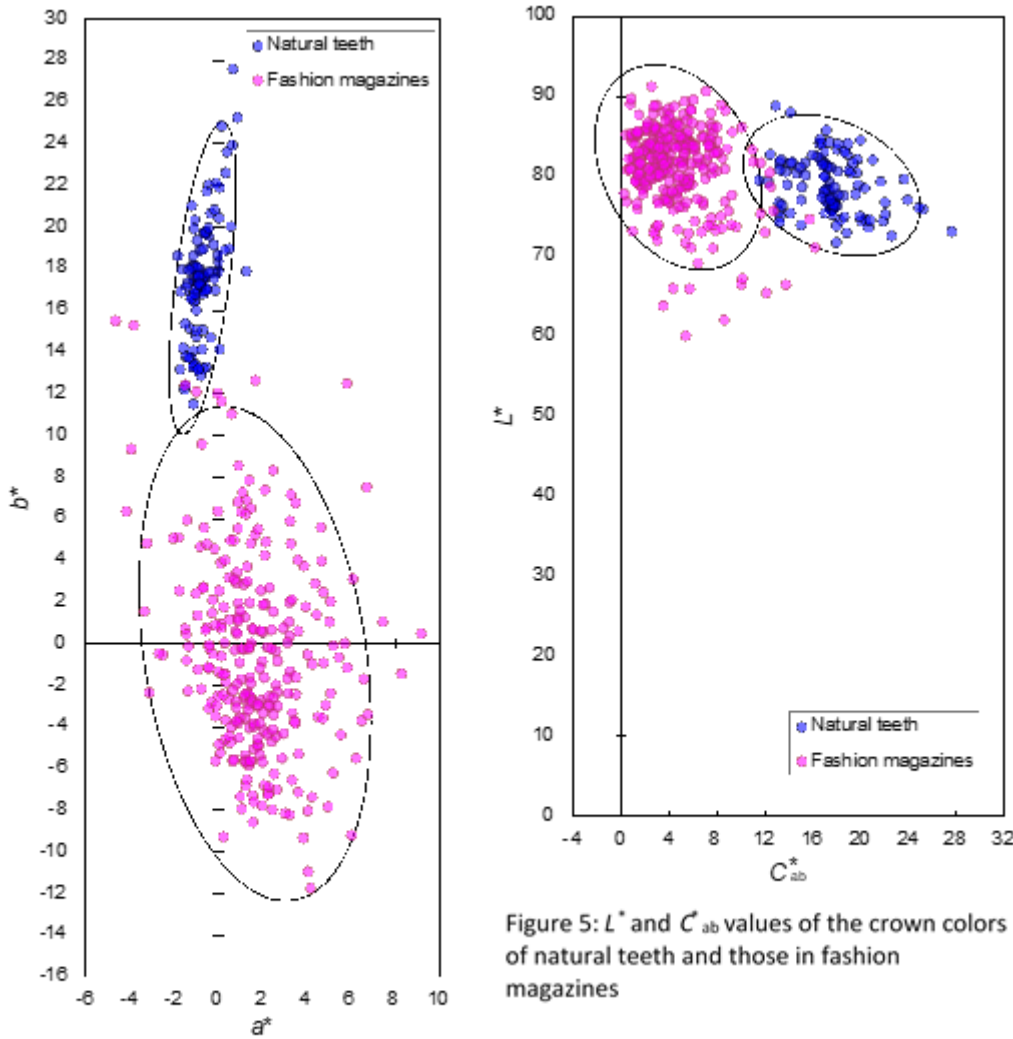 30
28
26
24
22
20
18
16
14
12
10
8
6
4
2
0
-2
-4
-6
-8
-10
-12
-14
-16
b*
Natural teeth
Fashion magazines
-6 -4 -2 0 2 4 6 8 10
a*
100
90
80
70
60
50
40
30
20
10
0
L*
Natural teeth
Fashion magazines
-4 0 4 8 12 16 20 24 28 32
C*ab
Figure 5: L* and C*ab values of the crown colors
of natural teeth and those in fashion
magazines